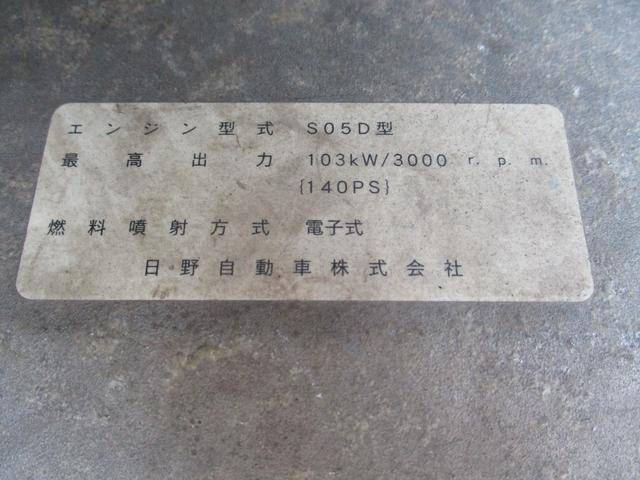 エンジン型式 S05D型
最高出力 103kW/3000 r.p.m.
{140PS}
燃料噴射方式 電子式
日野自動車株式会社